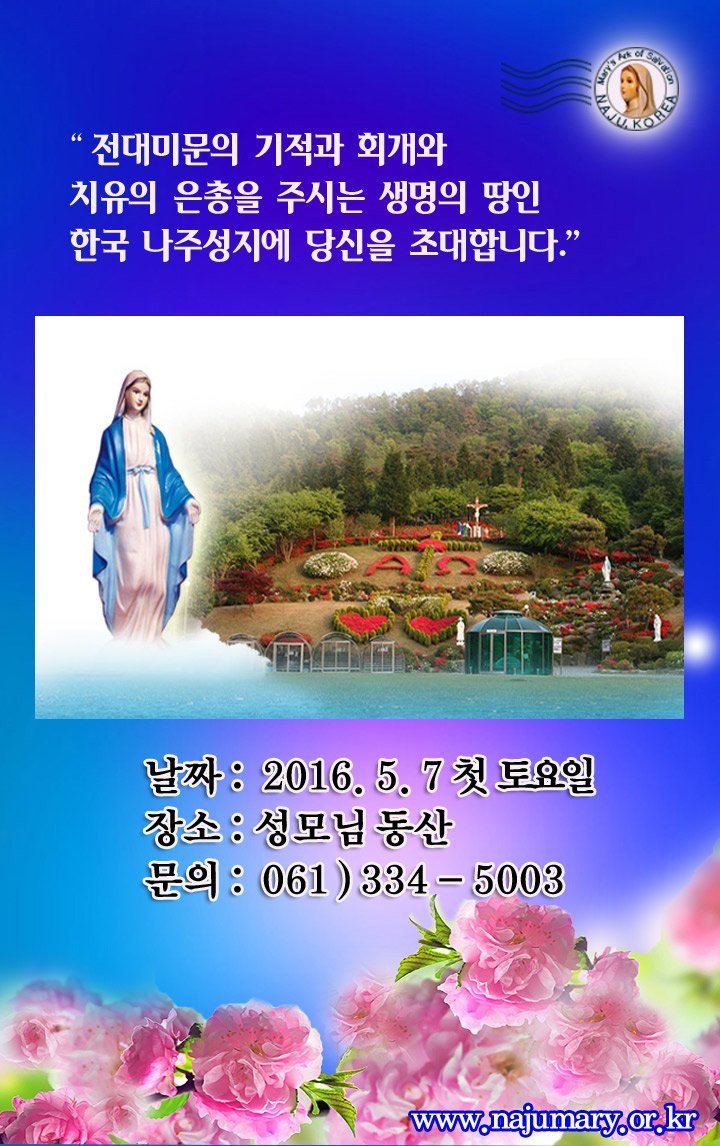 Mary's Ark of Salvation
NAJU, KOREA
“ 전대미문의 기적과 회개와
치유의 은총을 주시는 생명의 땅인
한국 나주성지에 당신을 초대합니다.”
Α Ω
날짜 : 2016. 5. 7 첫 토요일
장소 : 성모님 동산
문의 : 061 ) 334 – 5003
www.najumary.or.kr